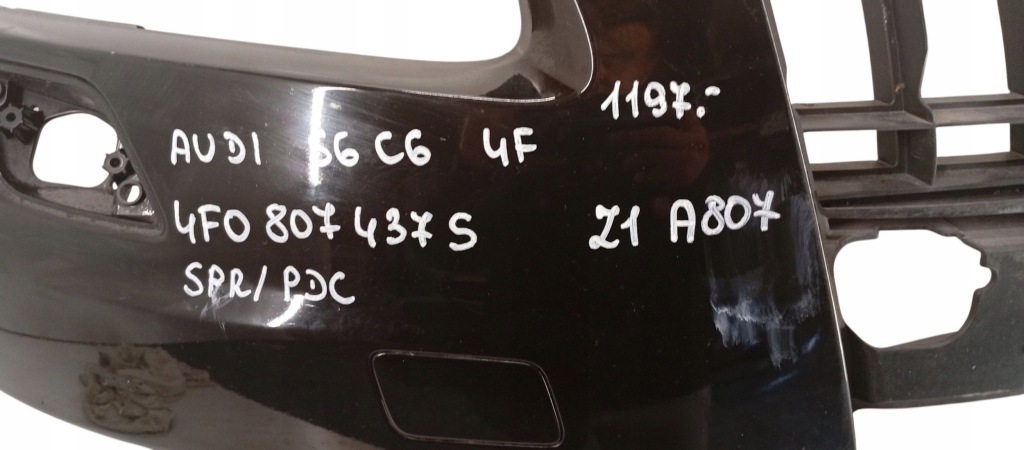 1197.-
AUDI S6 C6 4F
4F0 807 437 S Z1 A807
SPR/PDC